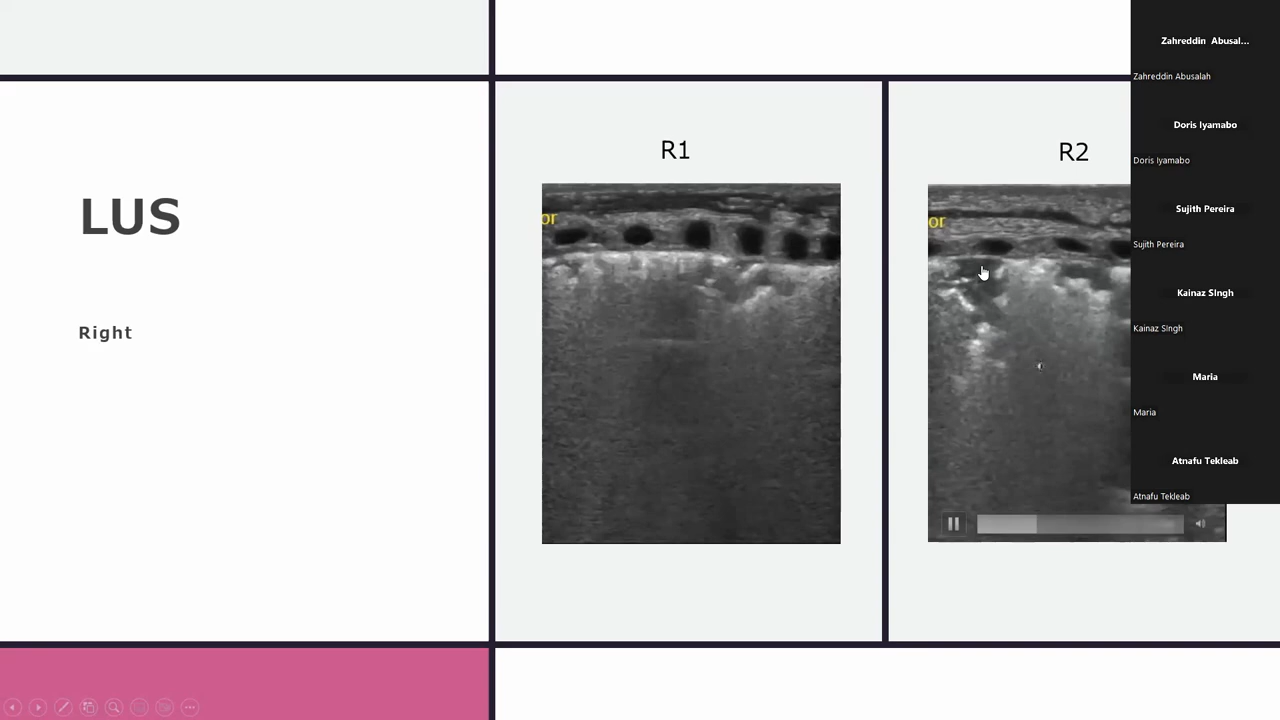 LUS
Right
R1
or
R2
or
Zahreddin Abusal...
Zahreddin Abusalah
Doris Iyamabo
Doris Iyamabo
Sujith Pereira
Sujith Pereira
Kainaz SIngh
Kainaz SIngh
Maria
Maria
Atnafu Tekleab
Atnafu Tekleab